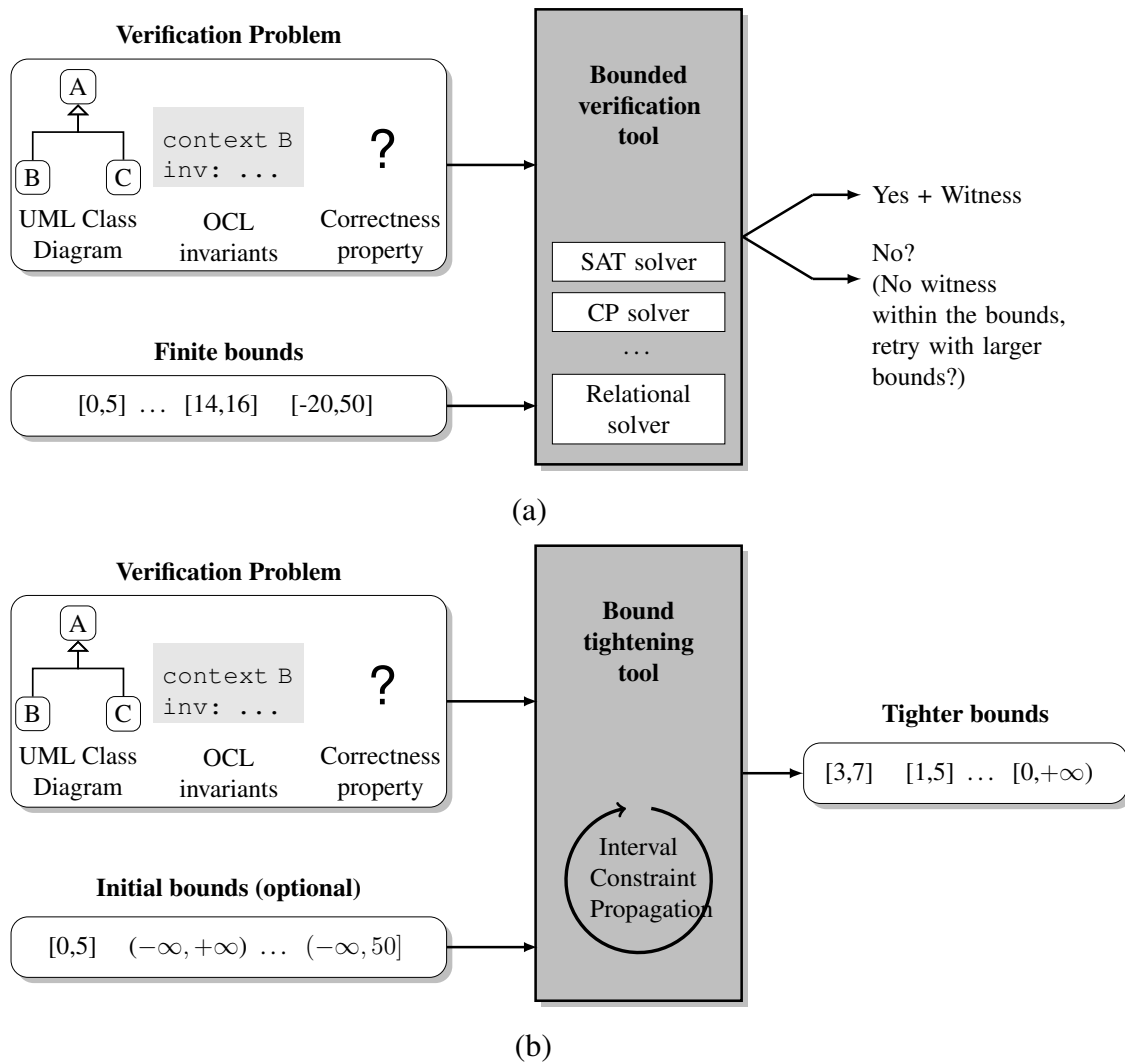 Verification Problem
A
B
C
UML Class
Diagram
context B
inv: ...
OCL
invariants
?
Correctness
property
Finite bounds
[0,5] ... [14,16] [-20,50]
Bounded
verification
tool
SAT solver
CP solver
...
Relational
solver
Yes + Witness
No?
(No witness
within the bounds,
retry with larger
bounds?)
(a)
Verification Problem
A
B
C
UML Class
Diagram
context B
inv: ...
OCL
invariants
?
Correctness
property
Initial bounds (optional)
[0,5] (−∞, +∞) ... (−∞, 50]
Bound
tightening
tool
Interval
Constraint
Propagation
Tighter bounds
[3,7] [1,5] ... [0,+∞)
(b)